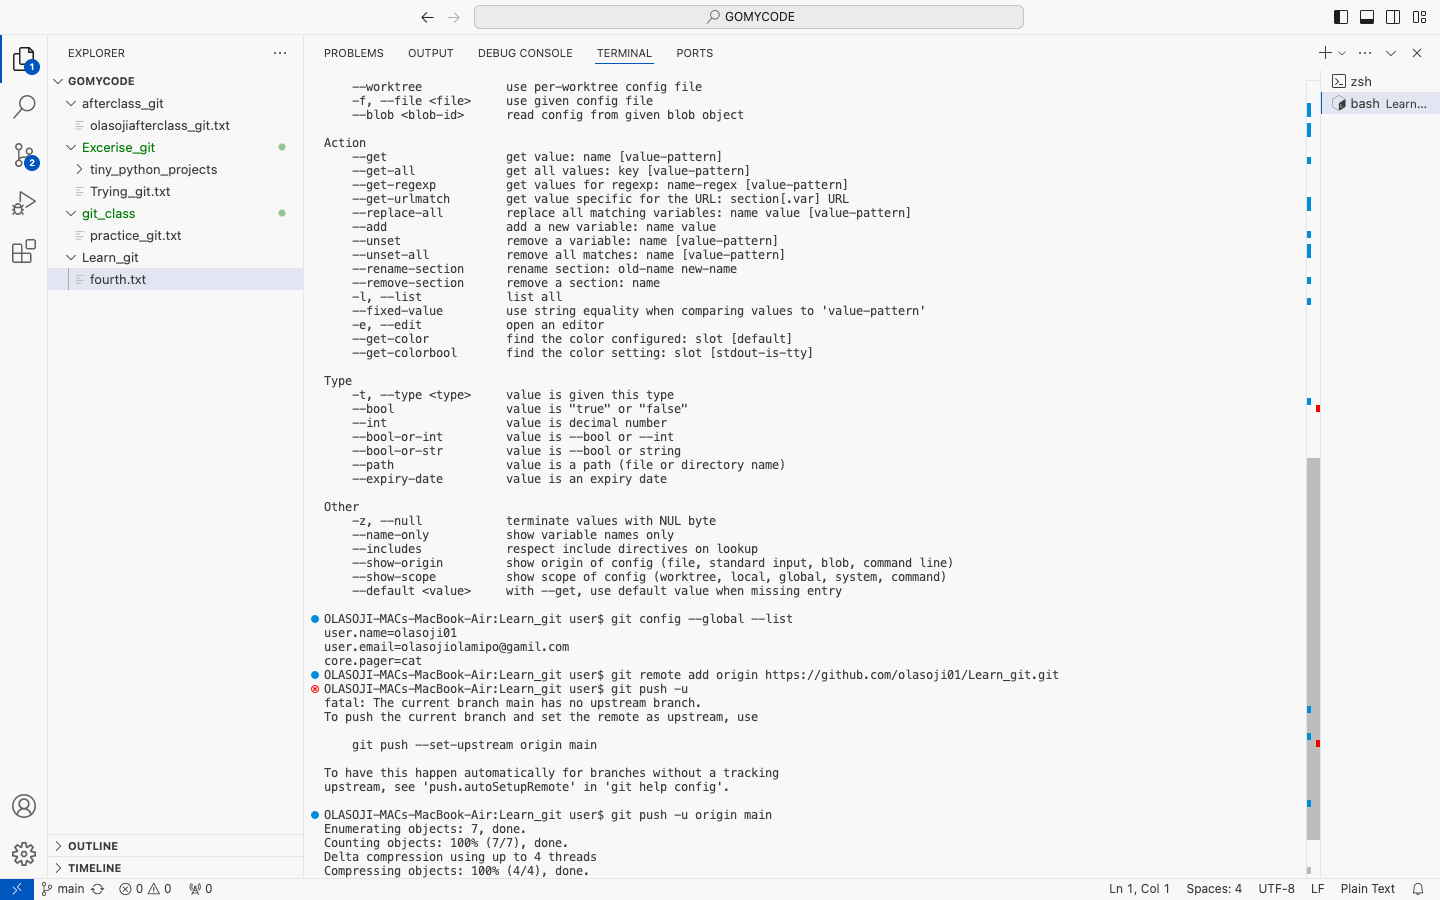 GOMYCODE
EXPLORER
GOMYCODE
afterclass_git
olasojiafterclass_git.txt
Excerise_git
tiny_python_projects
Trying_git.txt
git_class
practice_git.txt
Learn_git
fourth.txt
OUTLINE
TIMELINE
1
2
PROBLEMS OUTPUT DEBUG CONSOLE TERMINAL PORTS
--worktree use per-worktree config file
-f, --file <file> use given config file
--blob <blob-id> read config from given blob object
Action
--get get value: name [value-pattern]
--get-all get all values: key [value-pattern]
--get-regexp get values for regexp: name-regex [value-pattern]
--get-urlmatch get value specific for the URL: section[.var] URL
--replace-all replace all matching variables: name value [value-pattern]
--add add a new variable: name value
--unset remove a variable: name [value-pattern]
--unset-all remove all matches: name [value-pattern]
--rename-section rename section: old-name new-name
--remove-section remove a section: name
-l, --list list all
--fixed-value use string equality when comparing values to 'value-pattern'
-e, --edit open an editor
--get-color find the color configured: slot [default]
--get-colorbool find the color setting: slot [stdout-is-tty]
Type
-t, --type <type> value is given this type
--bool value is "true" or "false"
--int value is decimal number
--bool-or-int value is --bool or --int
--bool-or-str value is --bool or string
--path value is a path (file or directory name)
--expiry-date value is an expiry date
Other
-z, --null terminate values with NUL byte
--name-only show variable names only
--includes respect include directives on lookup
--show-origin show origin of config (file, standard input, blob, command line)
--show-scope show scope of config (worktree, local, global, system, command)
--default <value> with --get, use default value when missing entry
OLASOJI-MACs-MacBook-Air:Learn_git user$ git config --global --list
user.name=olasoji01
user.email=olasojiolamipo@gamil.com
core.pager=cat
OLASOJI-MACs-MacBook-Air:Learn_git user$ git remote add origin https://github.com/olasoji01/Learn_git.git
OLASOJI-MACs-MacBook-Air:Learn_git user$ git push -u
fatal: The current branch main has no upstream branch.
To push the current branch and set the remote as upstream, use
git push --set-upstream origin main
To have this happen automatically for branches without a tracking
upstream, see 'push.autoSetupRemote' in 'git help config'.
OLASOJI-MACs-MacBook-Air:Learn_git user$ git push -u origin main
Enumerating objects: 7, done.
Counting objects: 100% (7/7), done.
Delta compression using up to 4 threads
Compressing objects: 100% (4/4), done.
zsh
bash Learn...
main 0 0 0
Ln 1, Col 1 Spaces: 4 UTF-8 LF Plain Text